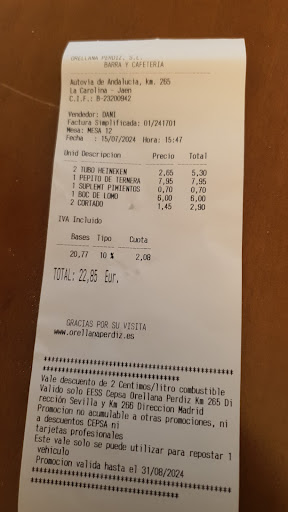 ORELLANA PERDIZ, S.L.
BARRA Y CAFETERIA
Autovia de Andalucia, km. 265
La Carolina - Jaen
C.I.F.: B-23200942
Vendedor: DANI
Factura Simplificada: 01/241701
Mesa: MESA 12
Fecha : 15/07/2024 Hora: 15:47
Unid Descripcion Precio Total
2 TUBO HEINEKEN 2,65 5,30
1 PEPITO DE TERNERA 7,95 7,95
1 SUPLEMT PIMIENTOS 0,70 0,70
1 BOC DE LOMO 6,00 6,00
2 CORTADO 1,45 2,90
IVA Incluido
Bases Tipo Cuota
20,77 10 % 2,08
TOTAL: 22,85 Eur.
GRACIAS POR SU VISITA
www.orellanaperdiz.es
Vale descuento de 2 Centimos/litro combustible
Valido solo EESS Cepsa Orellana Perdiz Km 265 Di
rección Sevilla y Km 266 Direccion Madrid
Promocion no acumulable a otras promociones, ni
a descuentos CEPSA ni
tarjetas profesionales
Este vale solo se puede utilizar para repostar 1
vehiculo
Promocion valida hasta el 31/08/2024